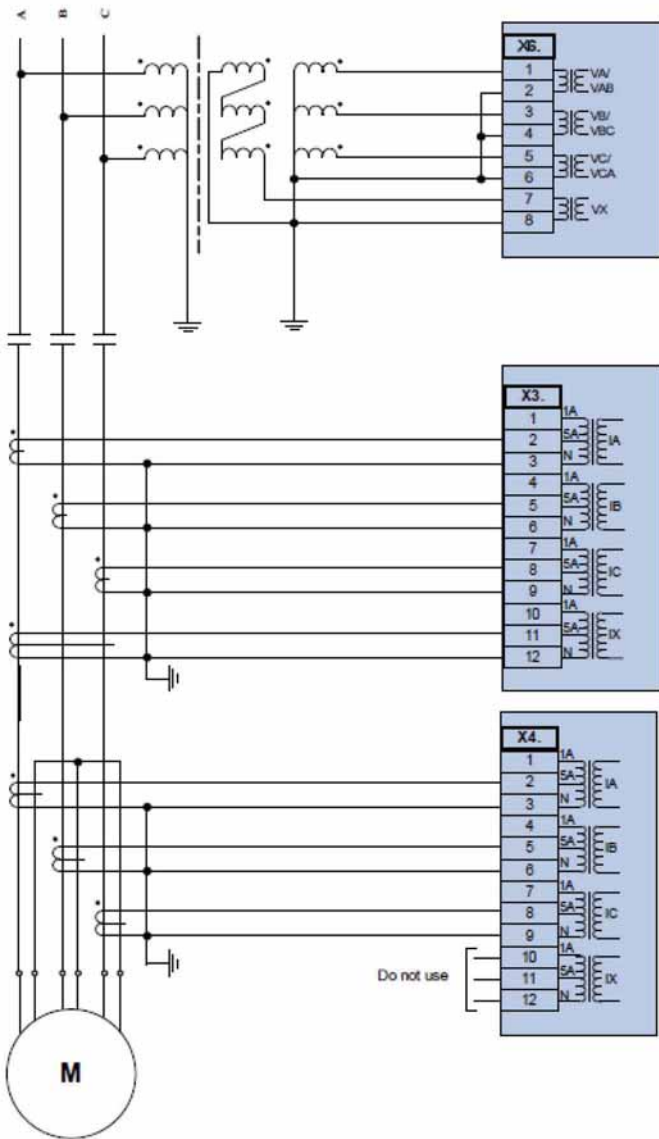 A B C
X6.
1
2
VA/
VAB
3
4
VB/
VBC
5
6
VC/
VCA
7
8
VX
X3.
1 1A
2 5A IA
3 N
4 1A
5 5A IB
6 N
7 1A
8 5A IC
9 N
10 1A
11 5A IX
12 N
X4.
1 1A
2 5A IA
3 N
4 1A
5 5A IB
6 N
7 1A
8 5A IC
9 N
10 1A
Do not use 11 5A IX
12 N
M